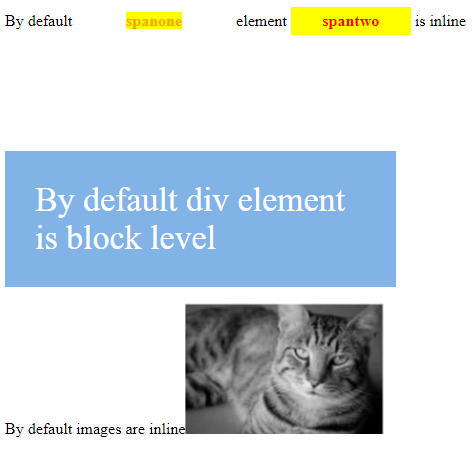 By default spanone element spantwo is inline
By default div element
is block level
By default images are inline